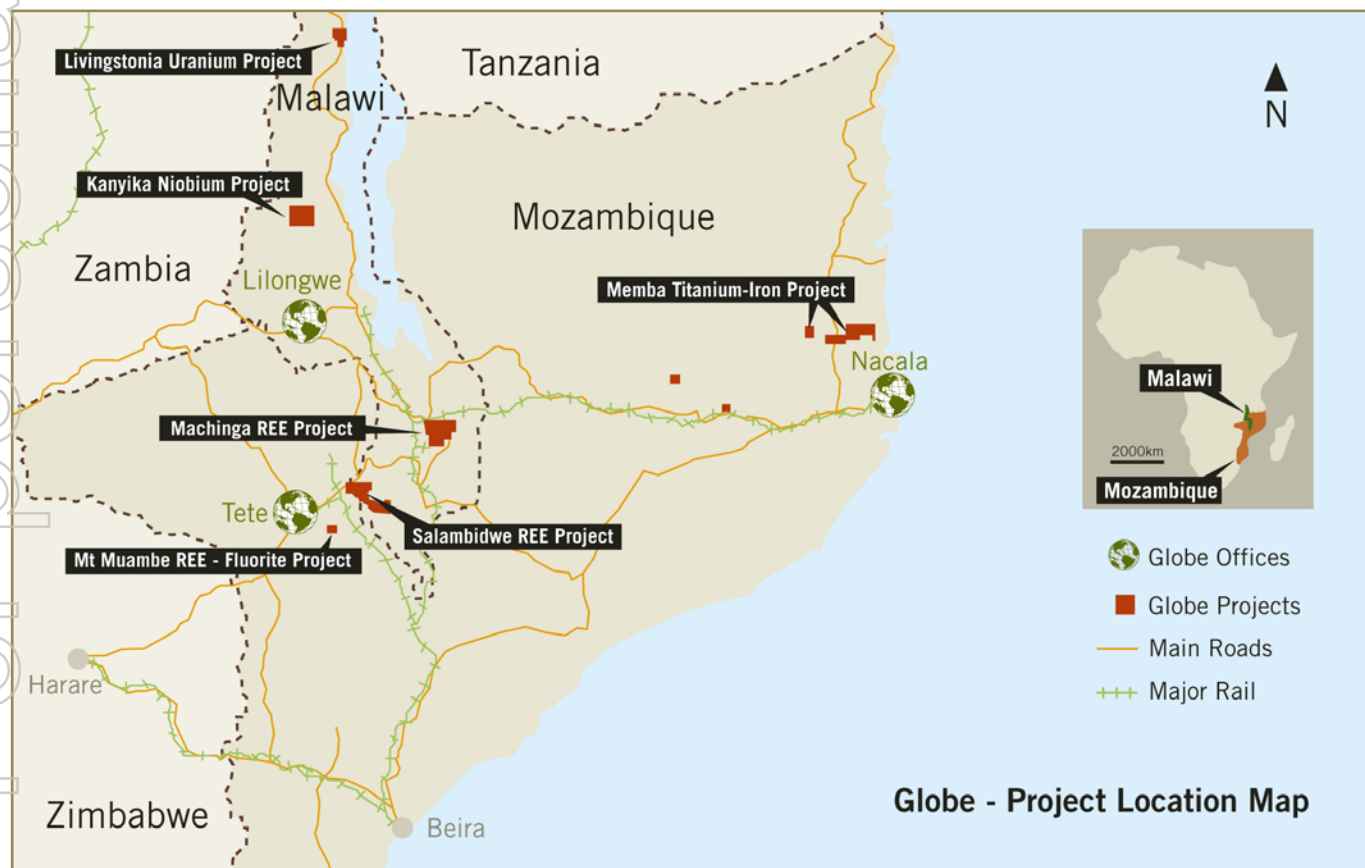 Livingstonia Uranium Project
Tanzania
Malawi
N
Kanyika Niobium Project
Mozambique
Zambia
Lilongwe
Memba Titanium-Iron Project
Nacala
Malawi
Machinga REE Project
2000km
Mozambique
Tete
Salambidwe REE Project
Mt Muambe REE - Fluorite Project
Globe Offices
Globe Projects
Main Roads
Major Rail
Harare
Globe - Project Location Map
Zimbabwe
Beira